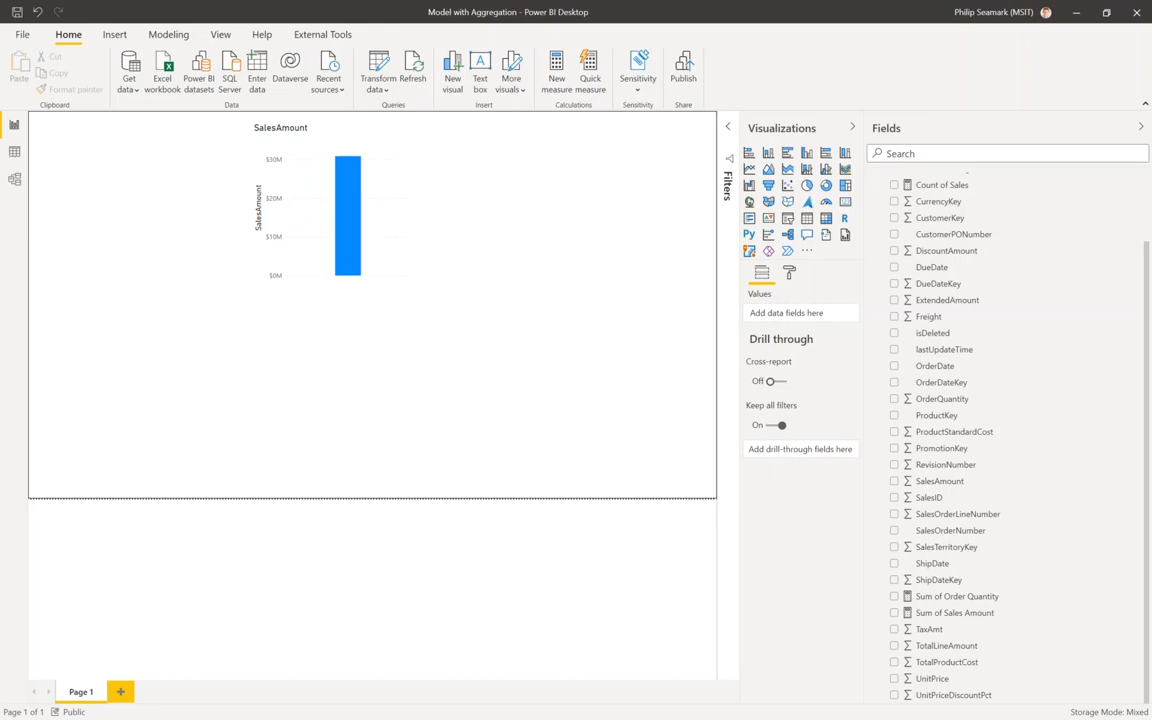 Model with Aggregation - Power BI Desktop
Philip Seamark (MSIT)
File Home Insert Modeling View Help External Tools
Paste
Cut
Copy
Format painter
Clipboard
Get data
Excel workbook
Power BI datasets
SQL Server
Enter data
Dataverse
Recent sources
Data
Transform data
Refresh
Queries
New visual
Text box
More visuals
Insert
New measure
Quick measure
Calculations
Sensitivity
Sensitivity
Publish
Share
SalesAmount
SalesAmount
$30M
$20M
$10M
$0M
Filters
Visualizations
R
Py
Values
Add data fields here
Drill through
Cross-report
Off
Keep all filters
On
Add drill-through fields here
Fields
Search
Count of Sales
CurrencyKey
CustomerKey
CustomerPONumber
DiscountAmount
DueDate
DueDateKey
ExtendedAmount
Freight
isDeleted
lastUpdateTime
OrderDate
OrderDateKey
OrderQuantity
ProductKey
ProductStandardCost
PromotionKey
RevisionNumber
SalesAmount
SalesID
SalesOrderLineNumber
SalesOrderNumber
SalesTerritoryKey
ShipDate
ShipDateKey
Sum of Order Quantity
Sum of Sales Amount
TaxAmt
TotalLineAmount
TotalProductCost
UnitPrice
UnitPriceDiscountPct
Page 1
Page 1 of 1
Public
Storage Mode: Mixed